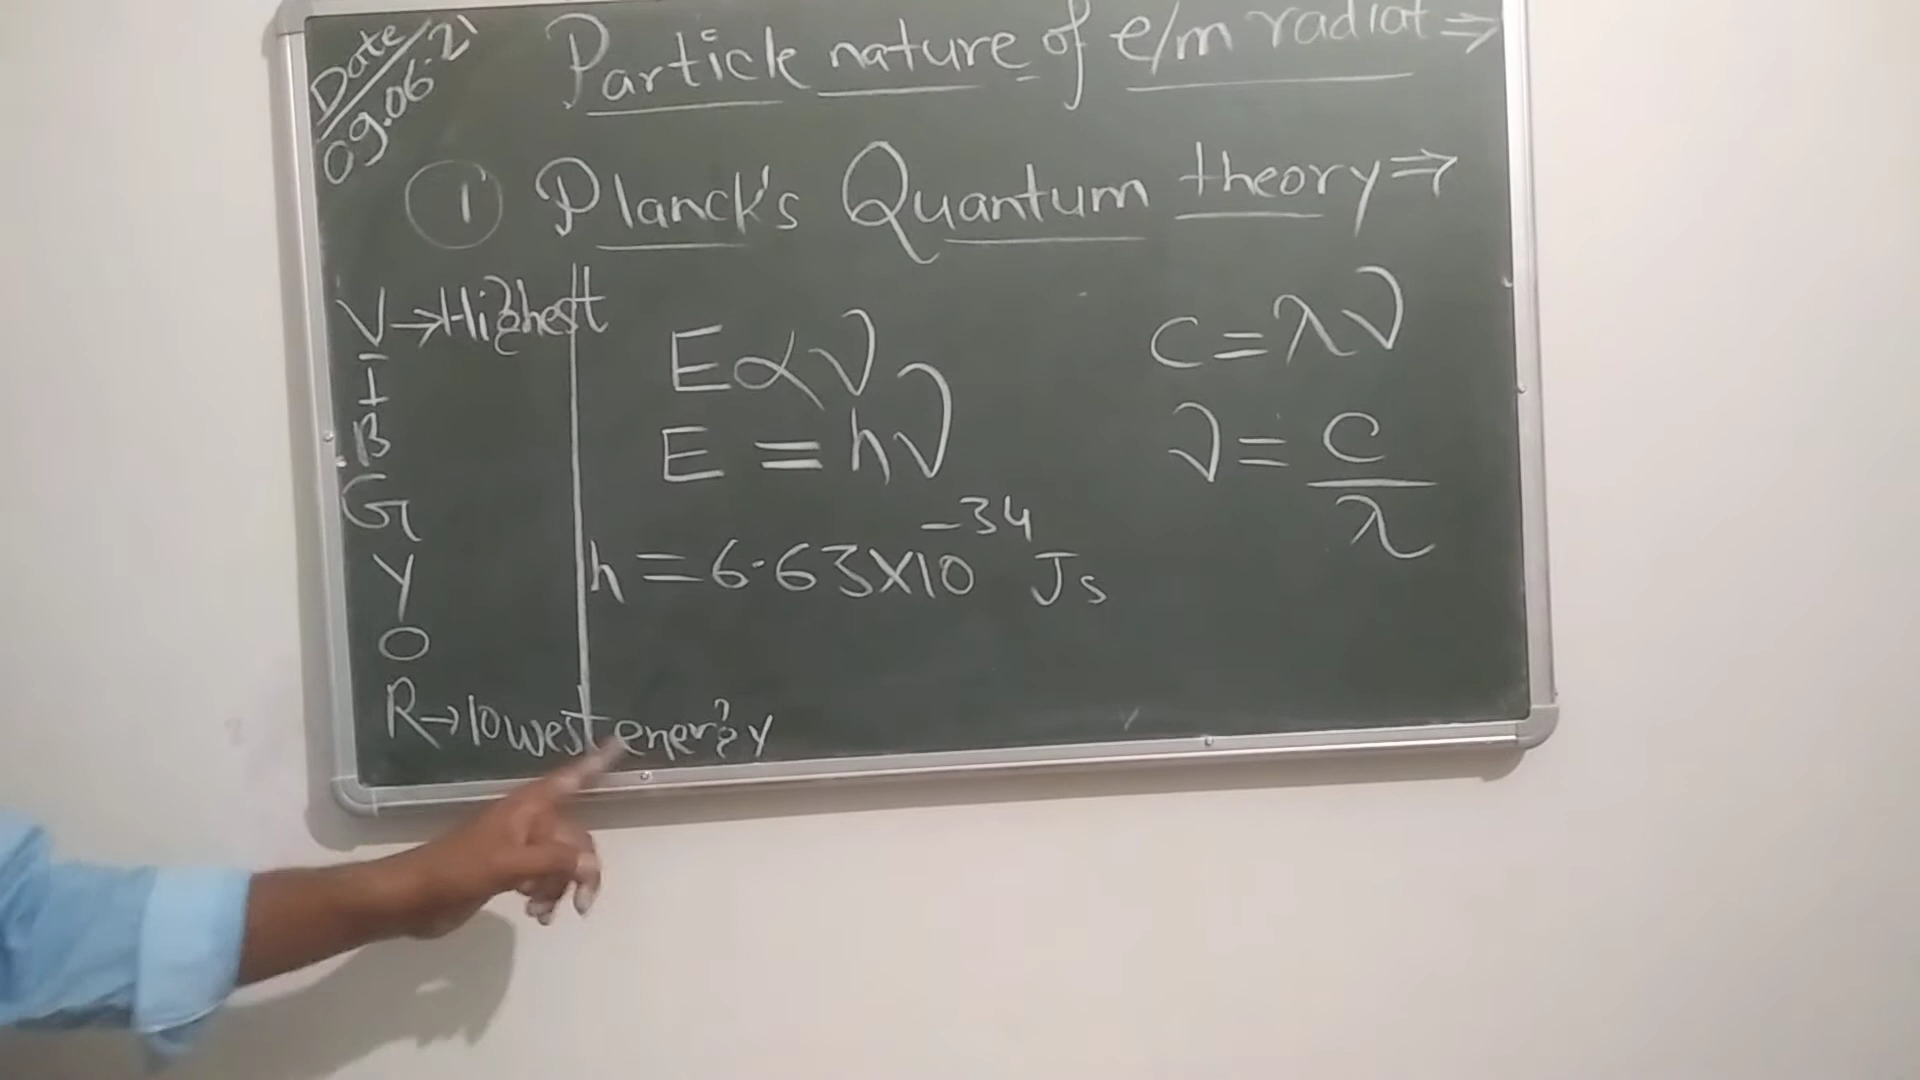 Date
09.06.21
Particle nature of e/m radiat ⇒
① Planck's Quantum theory ⇒
V → Highest
I
B
G
Y
O
R → lowest energy
E ∝ ν
E = hν
h = 6.63×10⁻³⁴ Js
c = λν
ν = c/λ